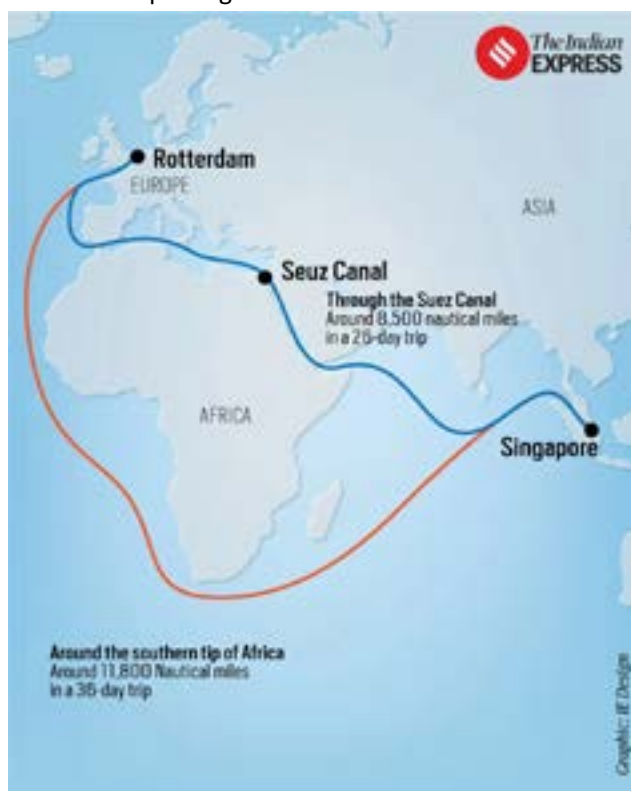 The Indian
EXPRESS
Rotterdam
EUROPE
ASIA
Seuz Canal
Through the Suez Canal
Around 8,500 nautical miles
in a 26-day trip
AFRICA
Singapore
Around the southern tip of Africa
Around 11,800 Nautical miles
in a 36-day trip
Graphic: IE Design